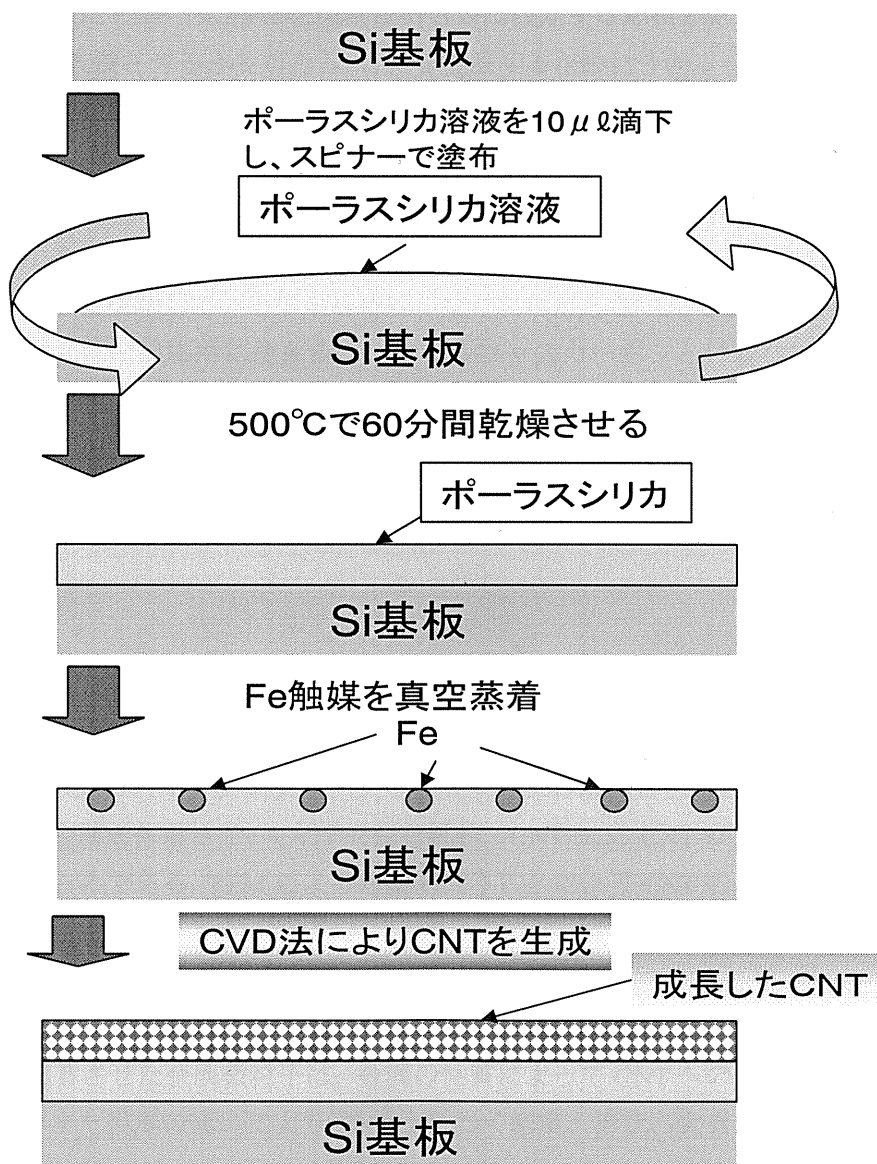 Si基板
ポーラスシリカ溶液を10μℓ滴下
し、スピナーで塗布
ポーラスシリカ溶液
Si基板
500℃で60分間乾燥させる
ポーラスシリカ
Si基板
Fe触媒を真空蒸着
Fe
Si基板
CVD法によりCNTを生成
成長したCNT
Si基板